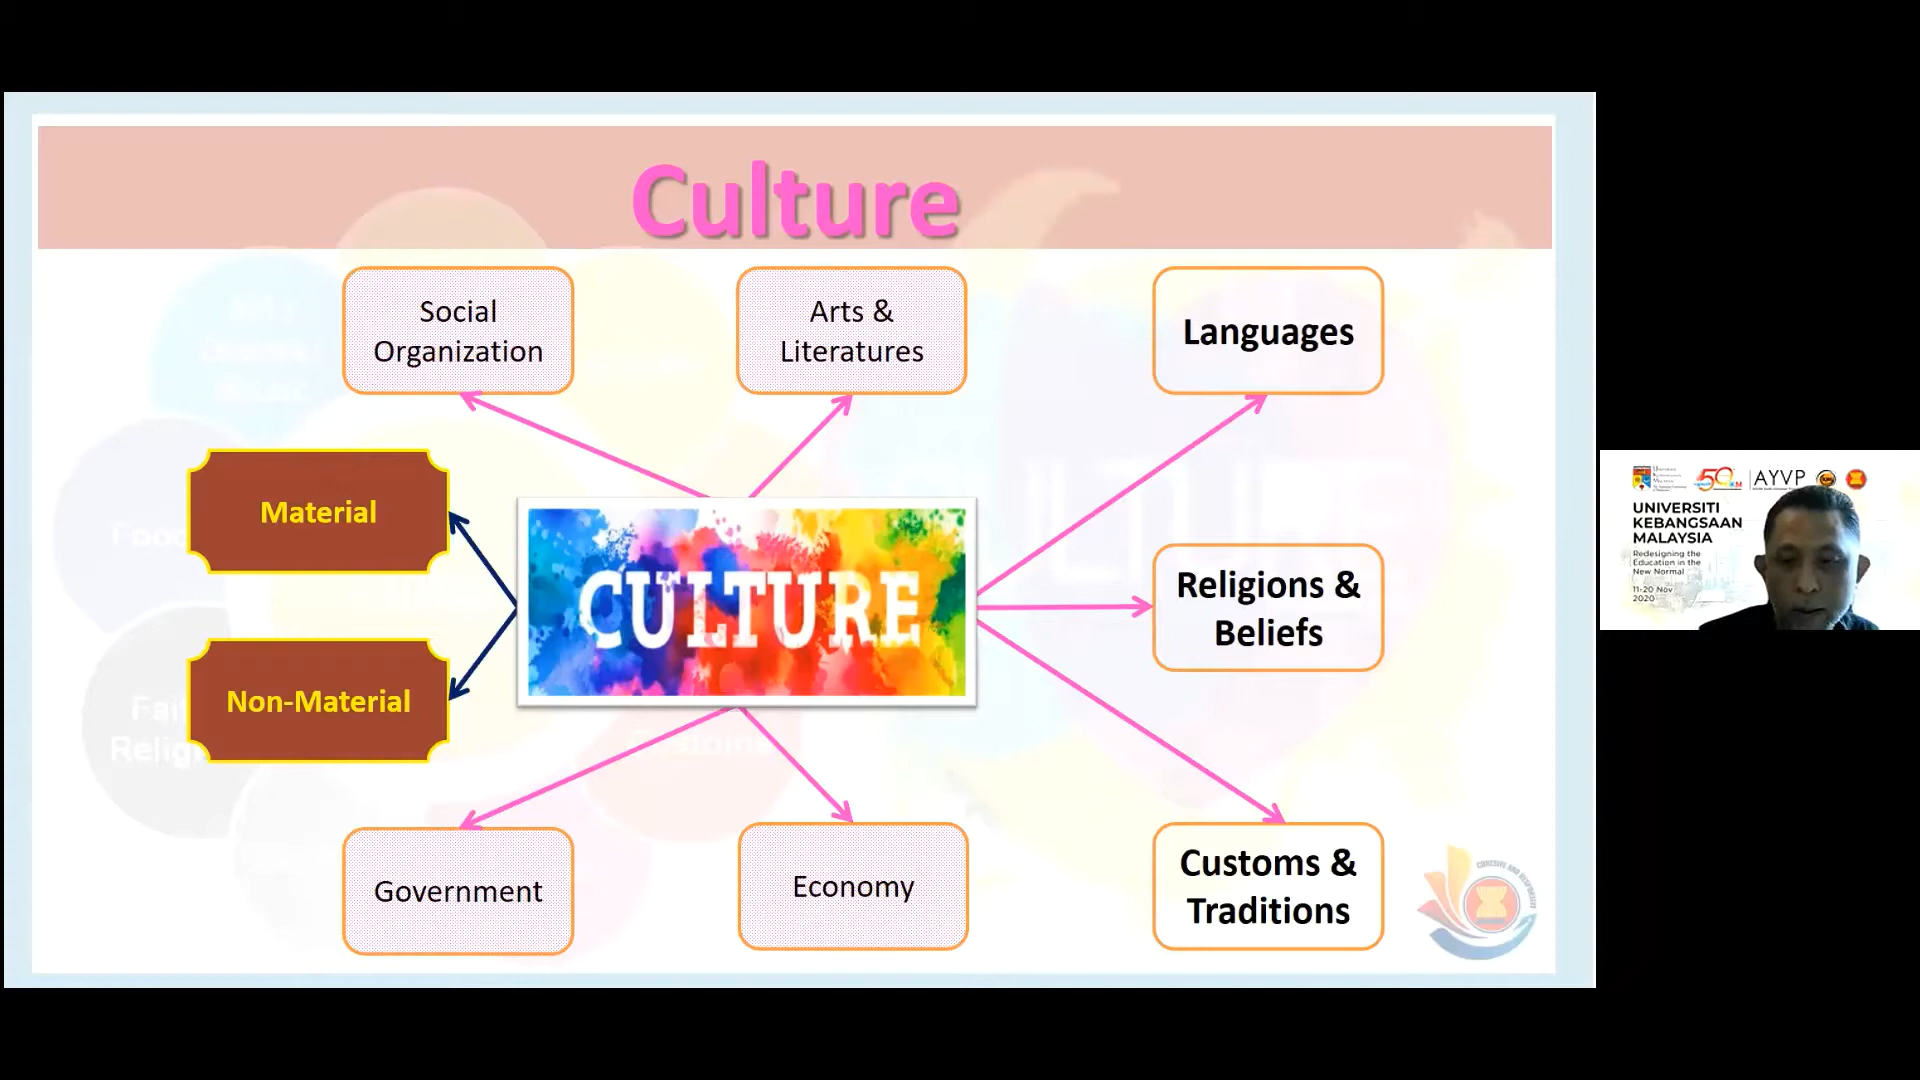 Culture
Social
Organization
Arts &
Literatures
Languages
Material
CULTURE
Religions &
Beliefs
Non-Material
Government
Economy
Customs &
Traditions
AYVP
UNIVERSITI
KEBANGSAAN
MALAYSIA
Redesigning the
Education in the
New Normal
11-20 Nov
2020